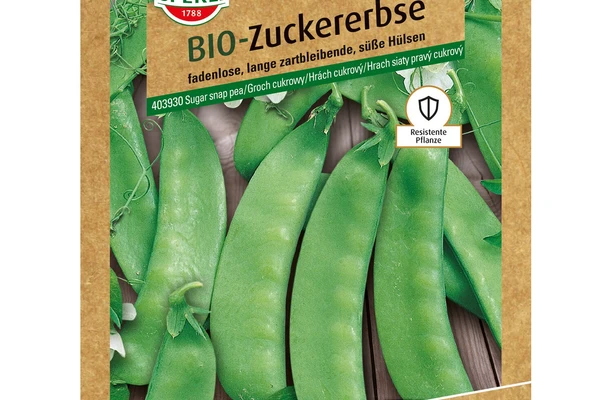 1788
BIO-Zuckererbse
fadenlose, lange zartbleibende, süße Hülsen
403930 Sugar snap pea/Groch cukrowy/Hrách cukrový/Hrach siaty pravý cukrový
Resistente
Pflanze